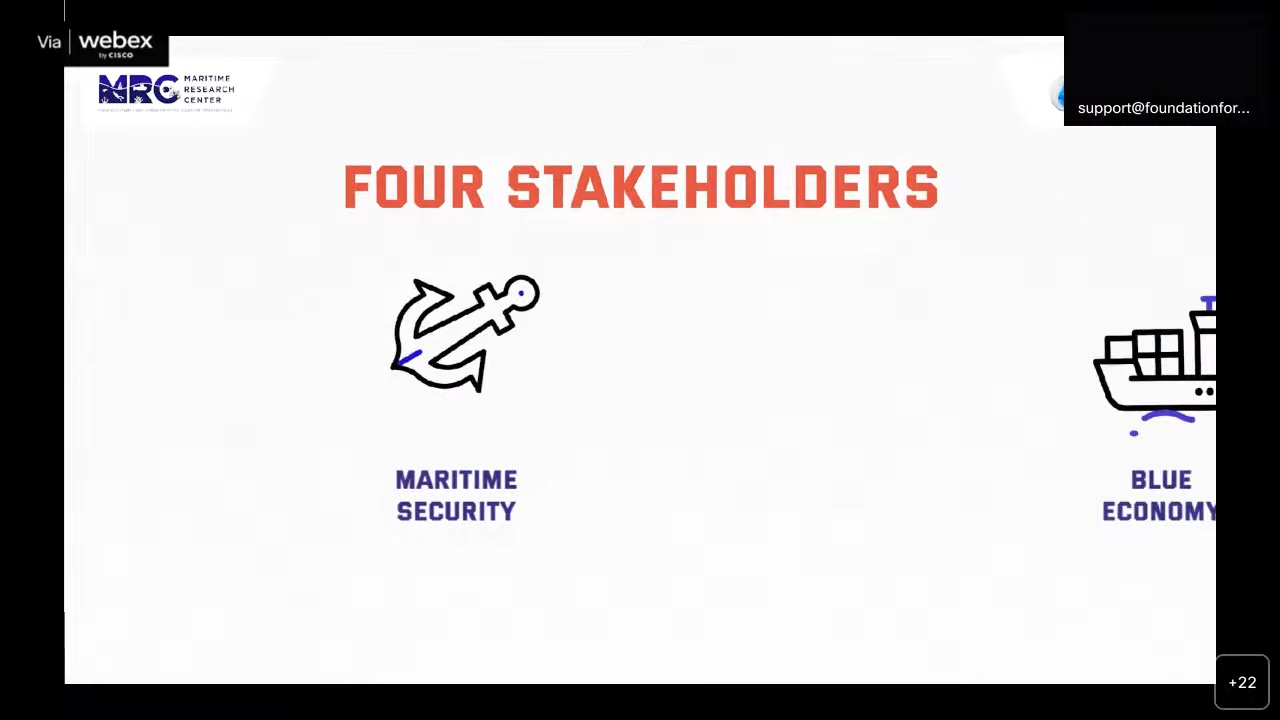 Via webex
by CISCO
MRC MARITIME
RESEARCH
CENTER
support@foundationfor...
FOUR STAKEHOLDERS
MARITIME
SECURITY
BLUE
ECONOMY
+22